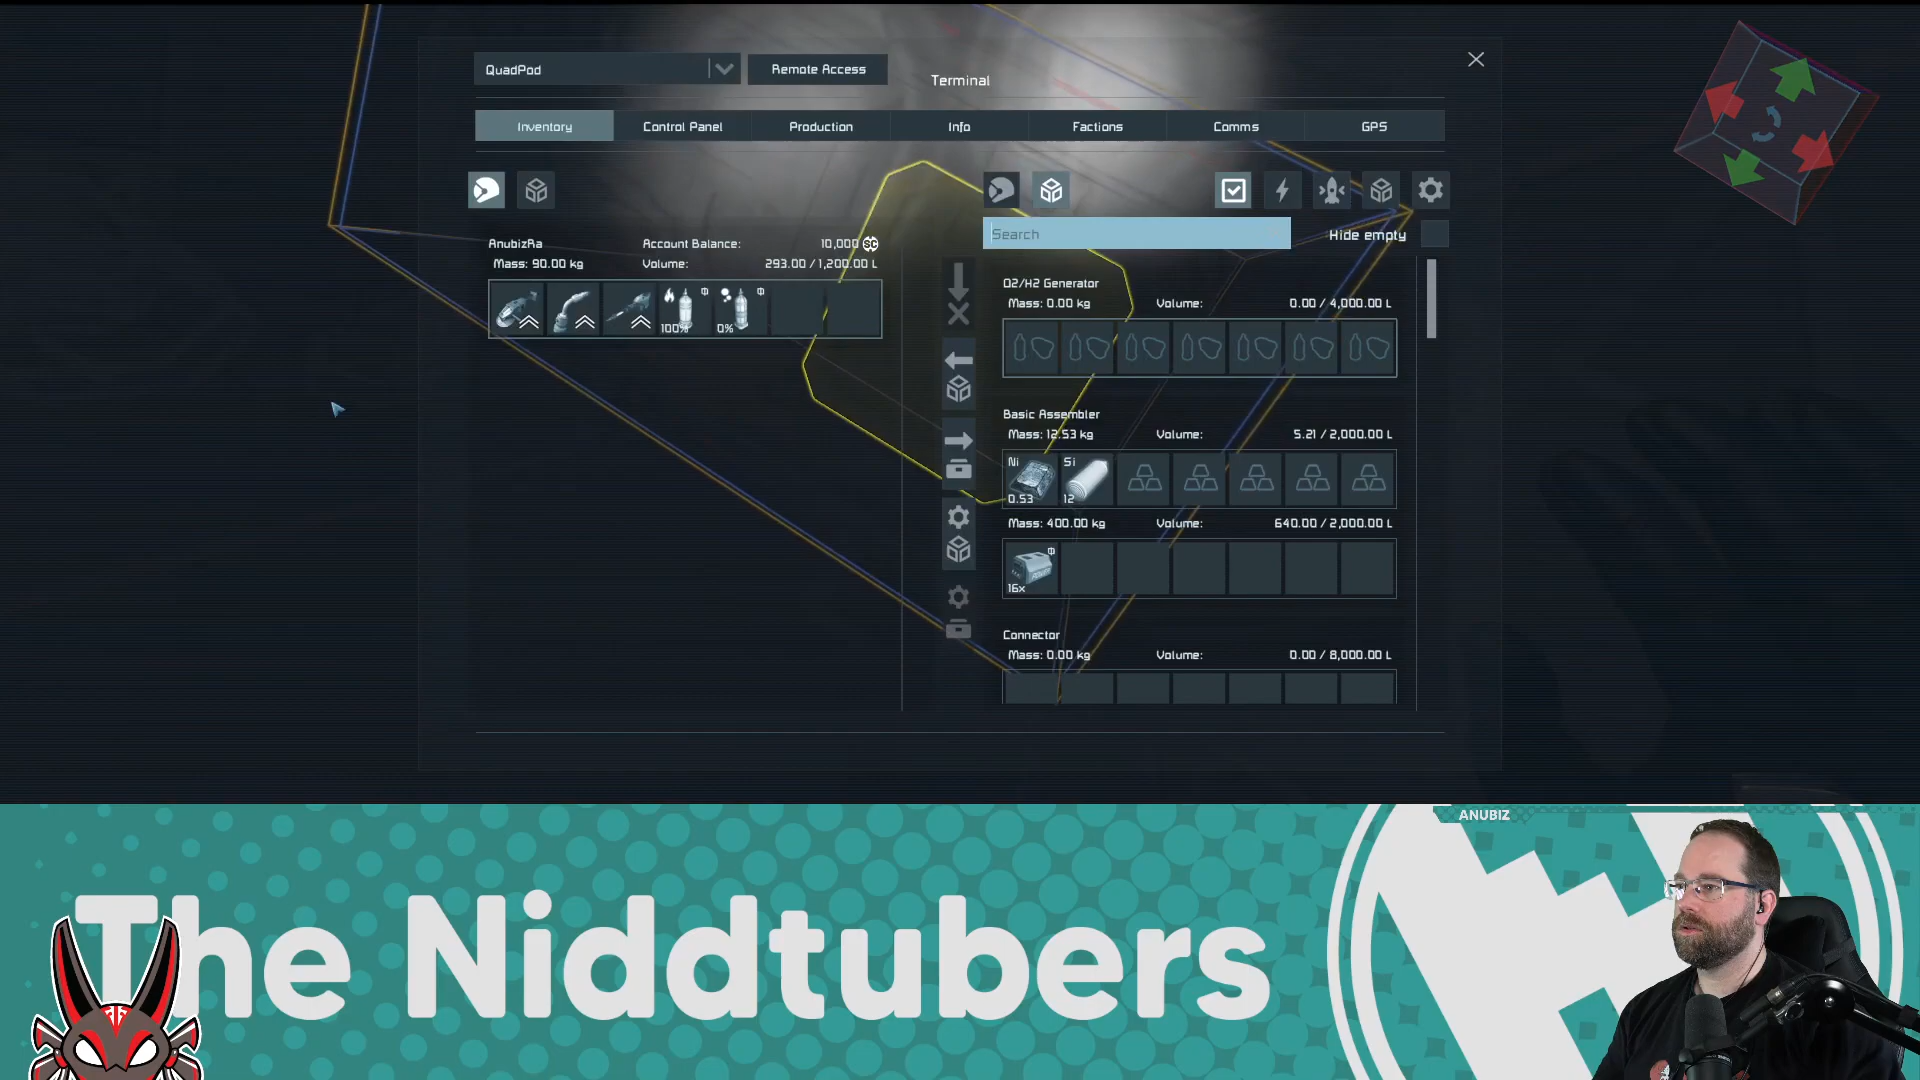 QuadPod
Remote Access
Terminal
Inventory
Control Panel
Production
Info
Factions
Comms
GPS
Search
Hide empty
AnubizRa
Account Balance:
10,000
Mass: 90.00 kg
Volume:
293.00 / 1,200.00 L
100%
0%
O2/H2 Generator
Mass: 0.00 kg
Volume:
0.00 / 4,000.00 L
Basic Assembler
Mass: 12.53 kg
Volume:
5.21 / 2,000.00 L
Ni
Si
0.53
12
Mass: 400.00 kg
Volume:
640.00 / 2,000.00 L
16x
Connector
Mass: 0.00 kg
Volume:
0.00 / 8,000.00 L
ANUBIZ
The Niddtubers